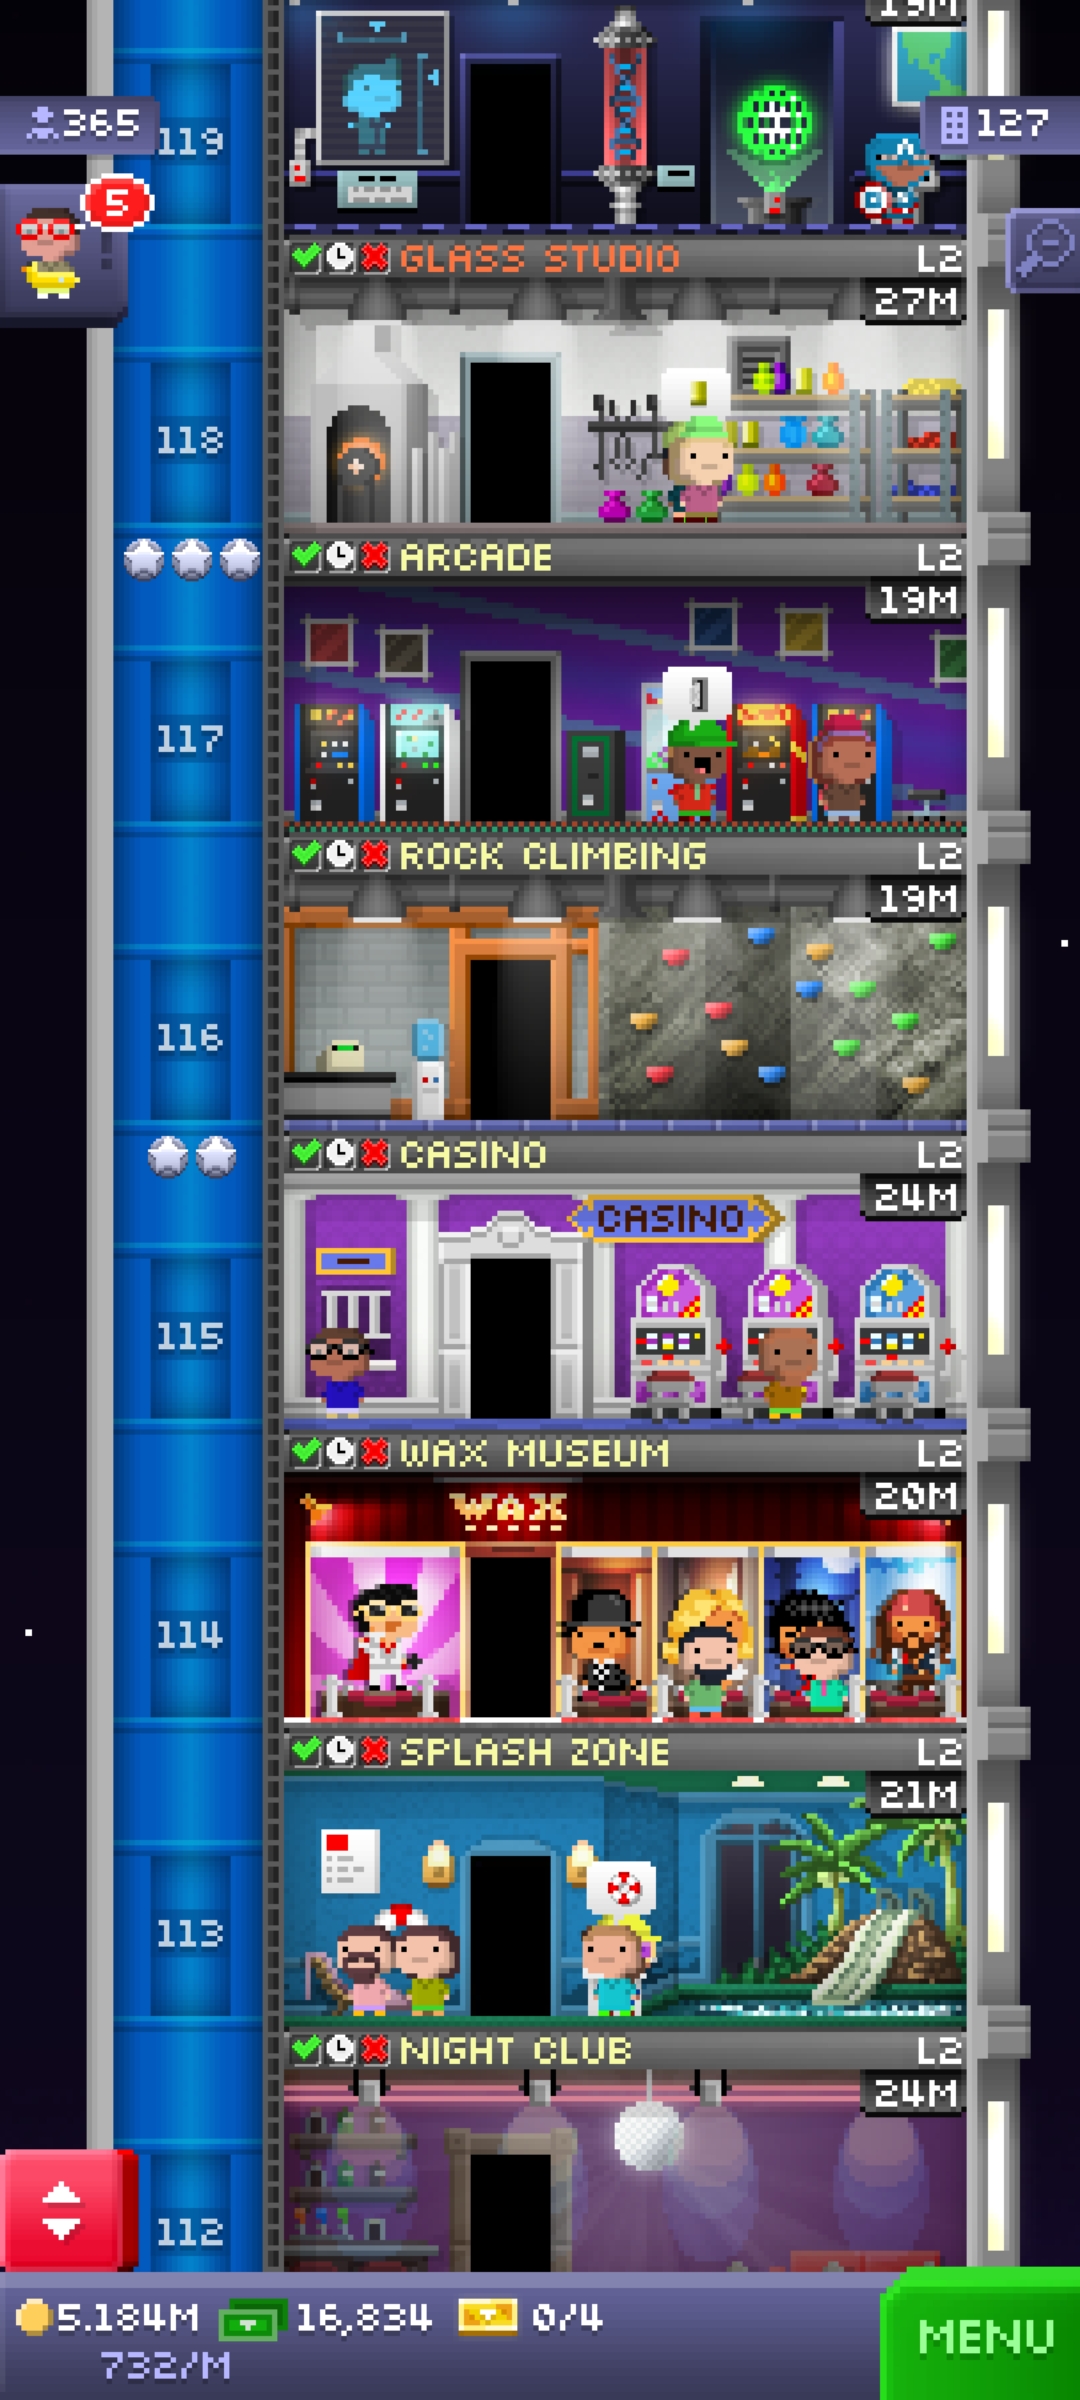 19M
365
127
119
5
GLASS STUDIO L2
27M
118
ARCADE L2
19M
117
ROCK CLIMBING L2
19M
116
CASINO L2
24M
CASINO
115
WAX MUSEUM L2
20M
WAX
114
SPLASH ZONE L2
21M
113
NIGHT CLUB L2
24M
112
5.184M 16,834 0/4
732/M
MENU